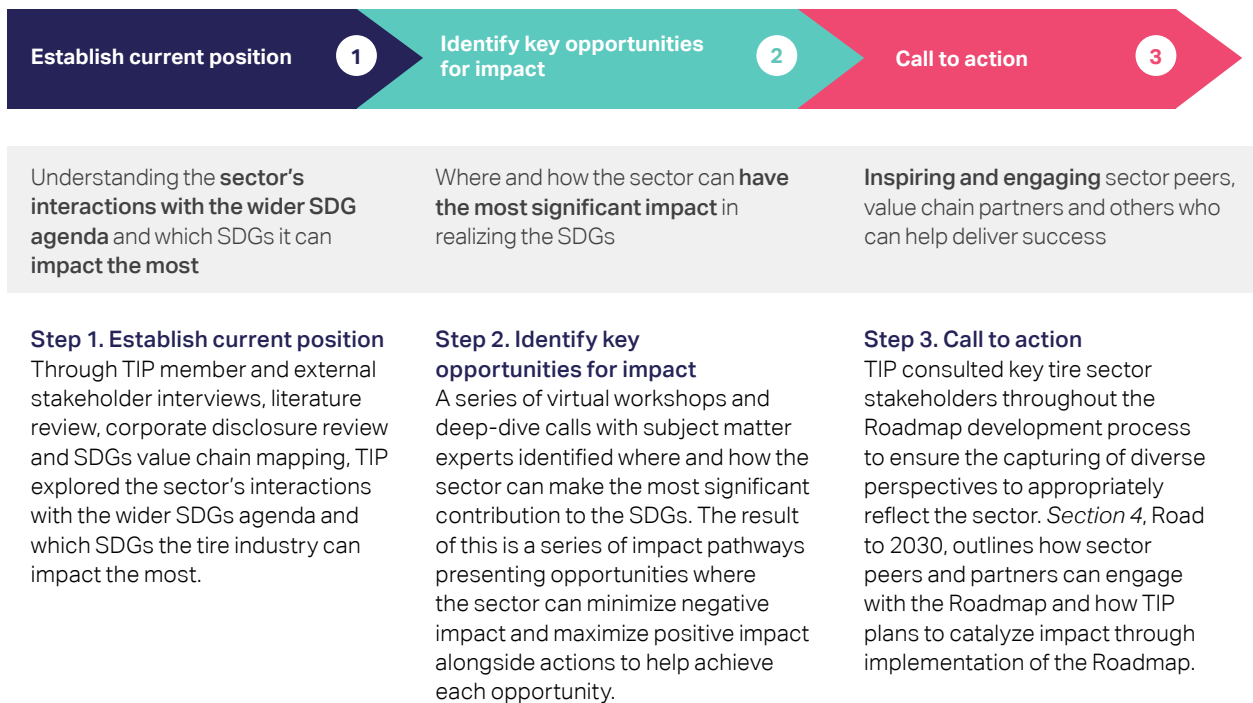 Establish current position
1
Identify key opportunities
for impact
2
Call to action
3
Understanding the sector's
interactions with the wider SDG
agenda and which SDGs it can
impact the most
Where and how the sector can have
the most significant impact in
realizing the SDGs
Inspiring and engaging sector peers,
value chain partners and others who
can help deliver success
Step 1. Establish current position
Through TIP member and external
stakeholder interviews, literature
review, corporate disclosure review
and SDGs value chain mapping, TIP
explored the sector's interactions
with the wider SDGs agenda and
which SDGs the tire industry can
impact the most.
Step 2. Identify key
opportunities for impact
A series of virtual workshops and
deep-dive calls with subject matter
experts identified where and how the
sector can make the most significant
contribution to the SDGs. The result
of this is a series of impact pathways
presenting opportunities where
the sector can minimize negative
impact and maximize positive impact
alongside actions to help achieve
each opportunity.
Step 3. Call to action
TIP consulted key tire sector
stakeholders throughout the
Roadmap development process
to ensure the capturing of diverse
perspectives to appropriately
reflect the sector. Section 4, Road
to 2030, outlines how sector
peers and partners can engage
with the Roadmap and how TIP
plans to catalyze impact through
implementation of the Roadmap.